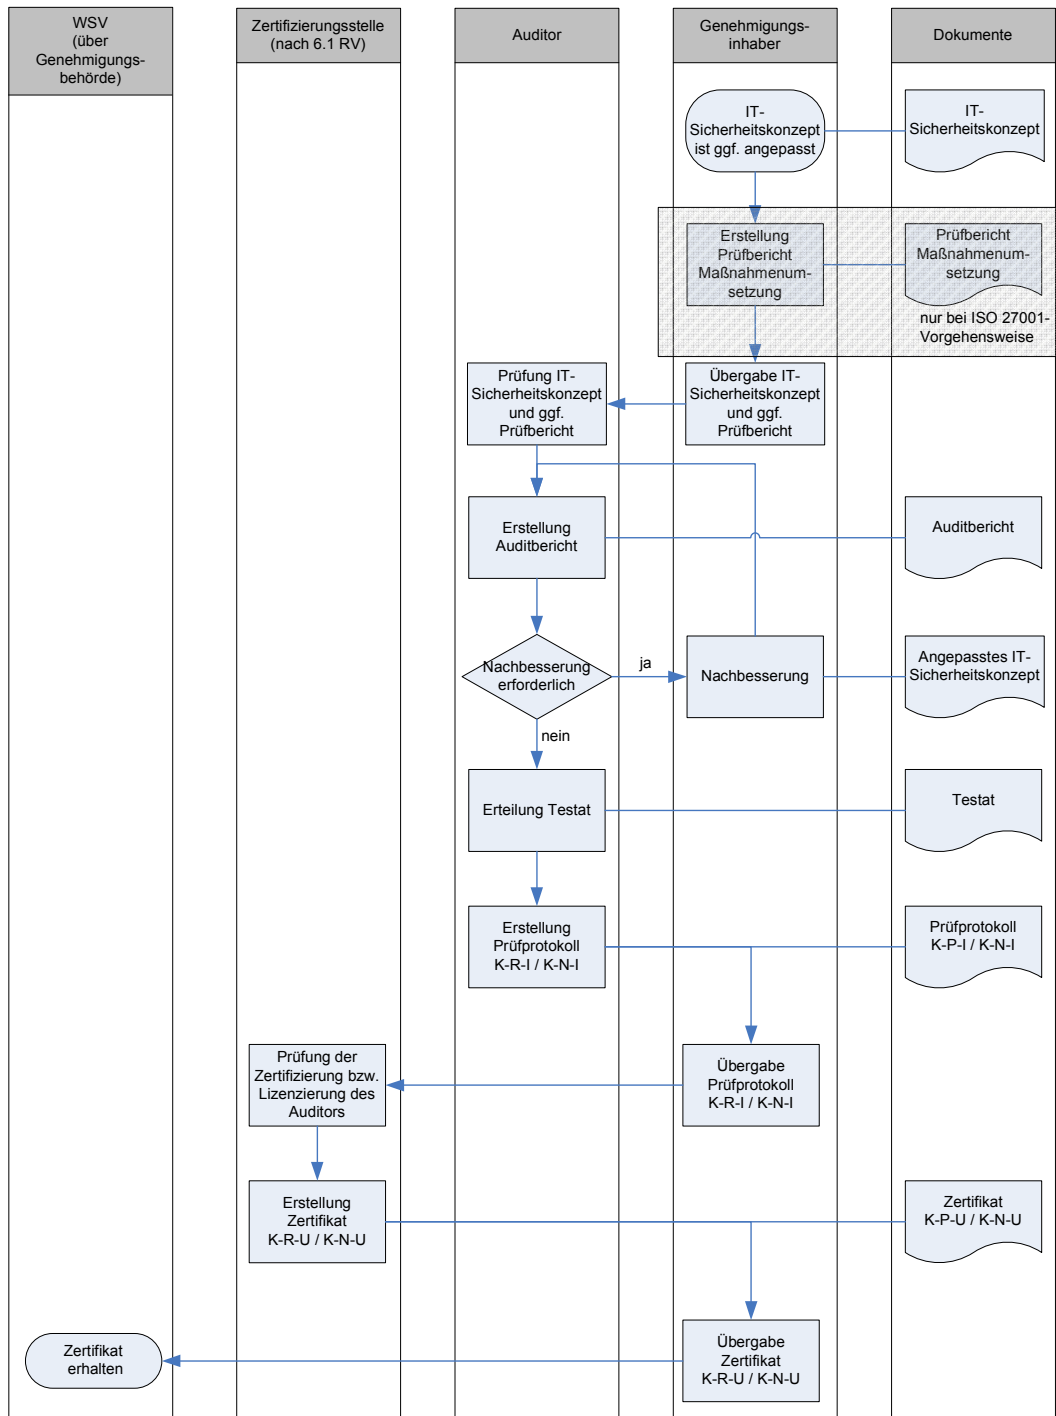 WSV
(über
Genehmigungs-
behörde)
Zertifizierungsstelle
(nach 6.1 RV)
Auditor
Genehmigungs-
inhaber
Dokumente
IT-
Sicherheitskonzept
ist ggf. angepasst
IT-
Sicherheitskonzept
Erstellung
Prüfbericht
Maßnahmenum-
setzung
Prüfbericht
Maßnahmenum-
setzung
nur bei ISO 27001-
Vorgehensweise
Prüfung IT-
Sicherheitskonzept
und ggf.
Prüfbericht
Übergabe IT-
Sicherheitskonzept
und ggf.
Prüfbericht
Erstellung
Auditbericht
Auditbericht
Nachbesserung
erforderlich
ja
Nachbesserung
Angepasstes IT-
Sicherheitskonzept
nein
Erteilung Testat
Testat
Erstellung
Prüfprotokoll
K-R-I / K-N-I
Prüfprotokoll
K-P-I / K-N-I
Prüfung der
Zertifizierung bzw.
Lizenzierung des
Auditors
Übergabe
Prüfprotokoll
K-R-I / K-N-I
Erstellung
Zertifikat
K-R-U / K-N-U
Zertifikat
K-P-U / K-N-U
Zertifikat
erhalten
Übergabe
Zertifikat
K-R-U / K-N-U